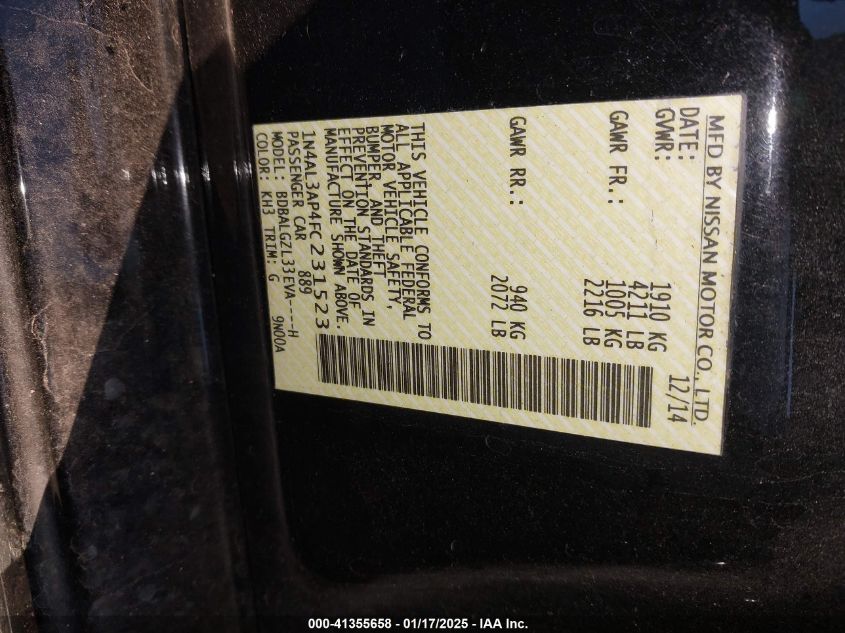 MFD BY NISSAN MOTOR CO., LTD.
DATE: 12/14
GVWR: 1910 KG
4211 LB
GAWR FR: 1005 KG
2216 LB
GAWR RR: 940 KG
2072 LB
THIS VEHICLE CONFORMS TO
ALL APPLICABLE FEDERAL
MOTOR VEHICLE SAFETY,
BUMPER, AND THEFT
PREVENTION STANDARDS IN
EFFECT ON THE DATE OF
MANUFACTURE SHOWN ABOVE.
1N4AL3AP4FC231523
PASSENGER CAR 889
MODEL: BDBALGZL33EVA----H
COLOR: KH3 TRIM: G 9N00A
000-41355658 - 01/17/2025 - IAA Inc.